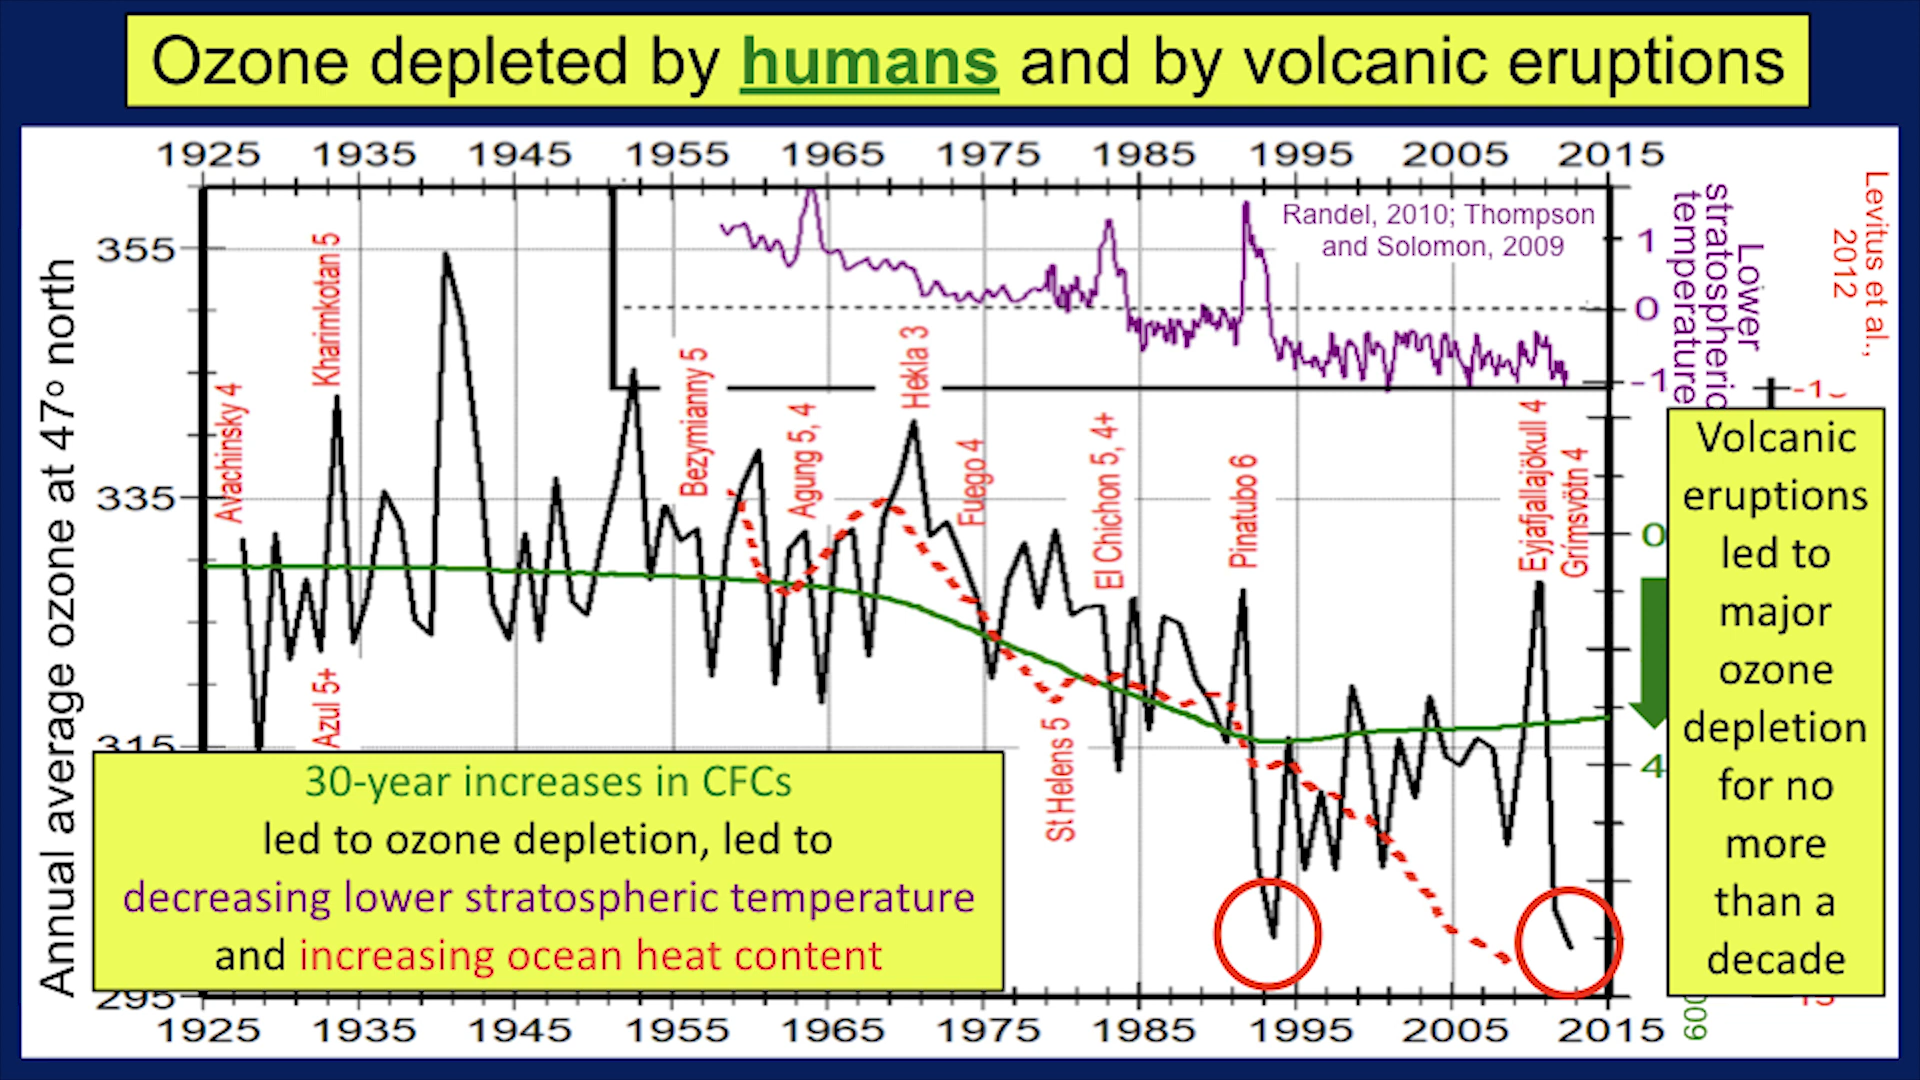 Ozone depleted by humans and by volcanic eruptions
1925 1935 1945 1955 1965 1975 1985 1995 2005 2015
Annual average ozone at 47° north
355
335
315
295
Avachinsky 4
Kharimkotan 5
Azul 5+
Bezymianny 5
Agung 5, 4
Hekla 3
Fuego 4
St Helens 5
El Chichon 5, 4+
Pinatubo 6
Eyjafjallajökull 4
Grímsvötn 4
Randel, 2010; Thompson
and Solomon, 2009
1
0
-1
Lower
stratospheric
temperature
Levitus et al.,
2012
0
4
Volcanic
eruptions
led to
major
ozone
depletion
for no
more
than a
decade
30-year increases in CFCs
led to ozone depletion, led to
decreasing lower stratospheric temperature
and increasing ocean heat content
1925 1935 1945 1955 1965 1975 1985 1995 2005 2015